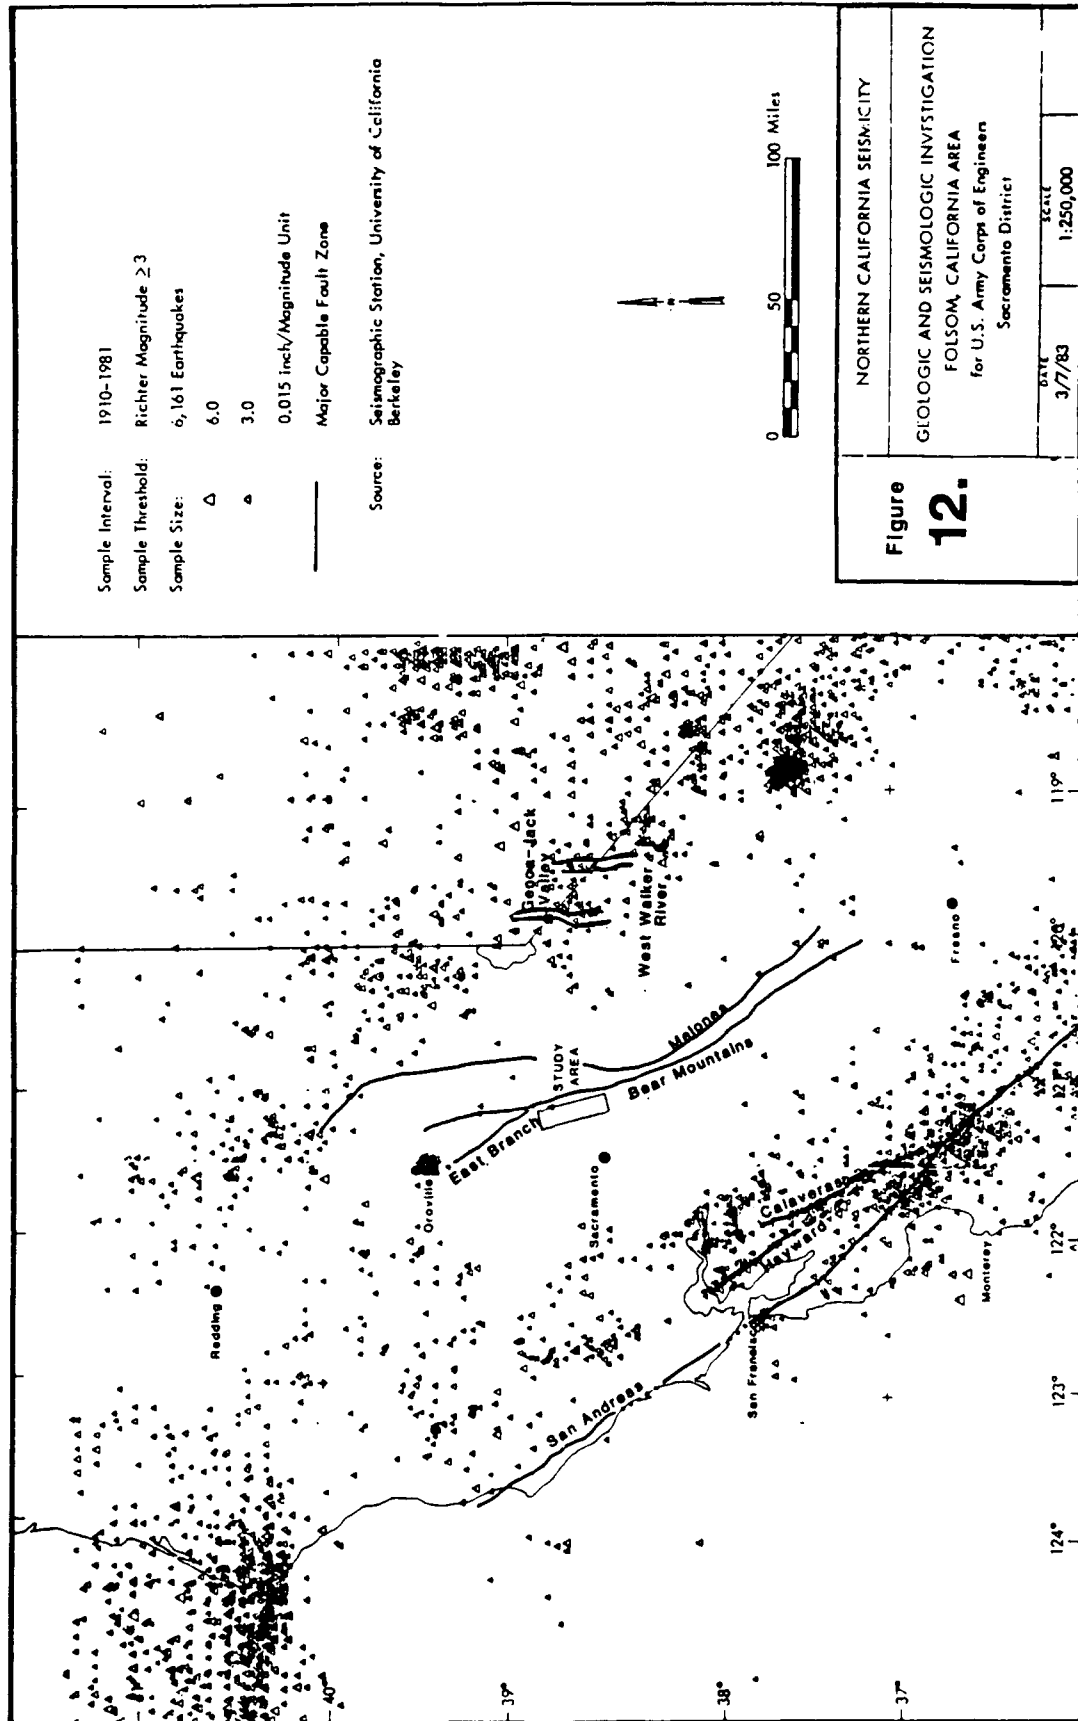 Sample Interval: 1910-1981
Sample Threshold: Richter Magnitude ≥3
Sample Size: 6,161 Earthquakes
6.0
3.0
0.015 inch/Magnitude Unit
Major Capable Fault Zone
Source: Seismographic Station, University of California
Berkeley
0 50 100 Miles
Figure
12.
NORTHERN CALIFORNIA SEISMICITY
GEOLOGIC AND SEISMOLOGIC INVESTIGATION
FOLSOM, CALIFORNIA AREA
for U.S. Army Corps of Engineers
Sacramento District
DATE
3/7/83
SCALE
1:250,000
Redding
Oroville
East Branch
STUDY
AREA
Sacramento
Melones
Bear Mountains
Genoa-Jack
Valley
West Walker
River
San Andreas
San Francisco
Hayward
Calaveras
Monterey
Fresno
40°
39°
38°
37°
124°
123°
122°
121°
120°
119°